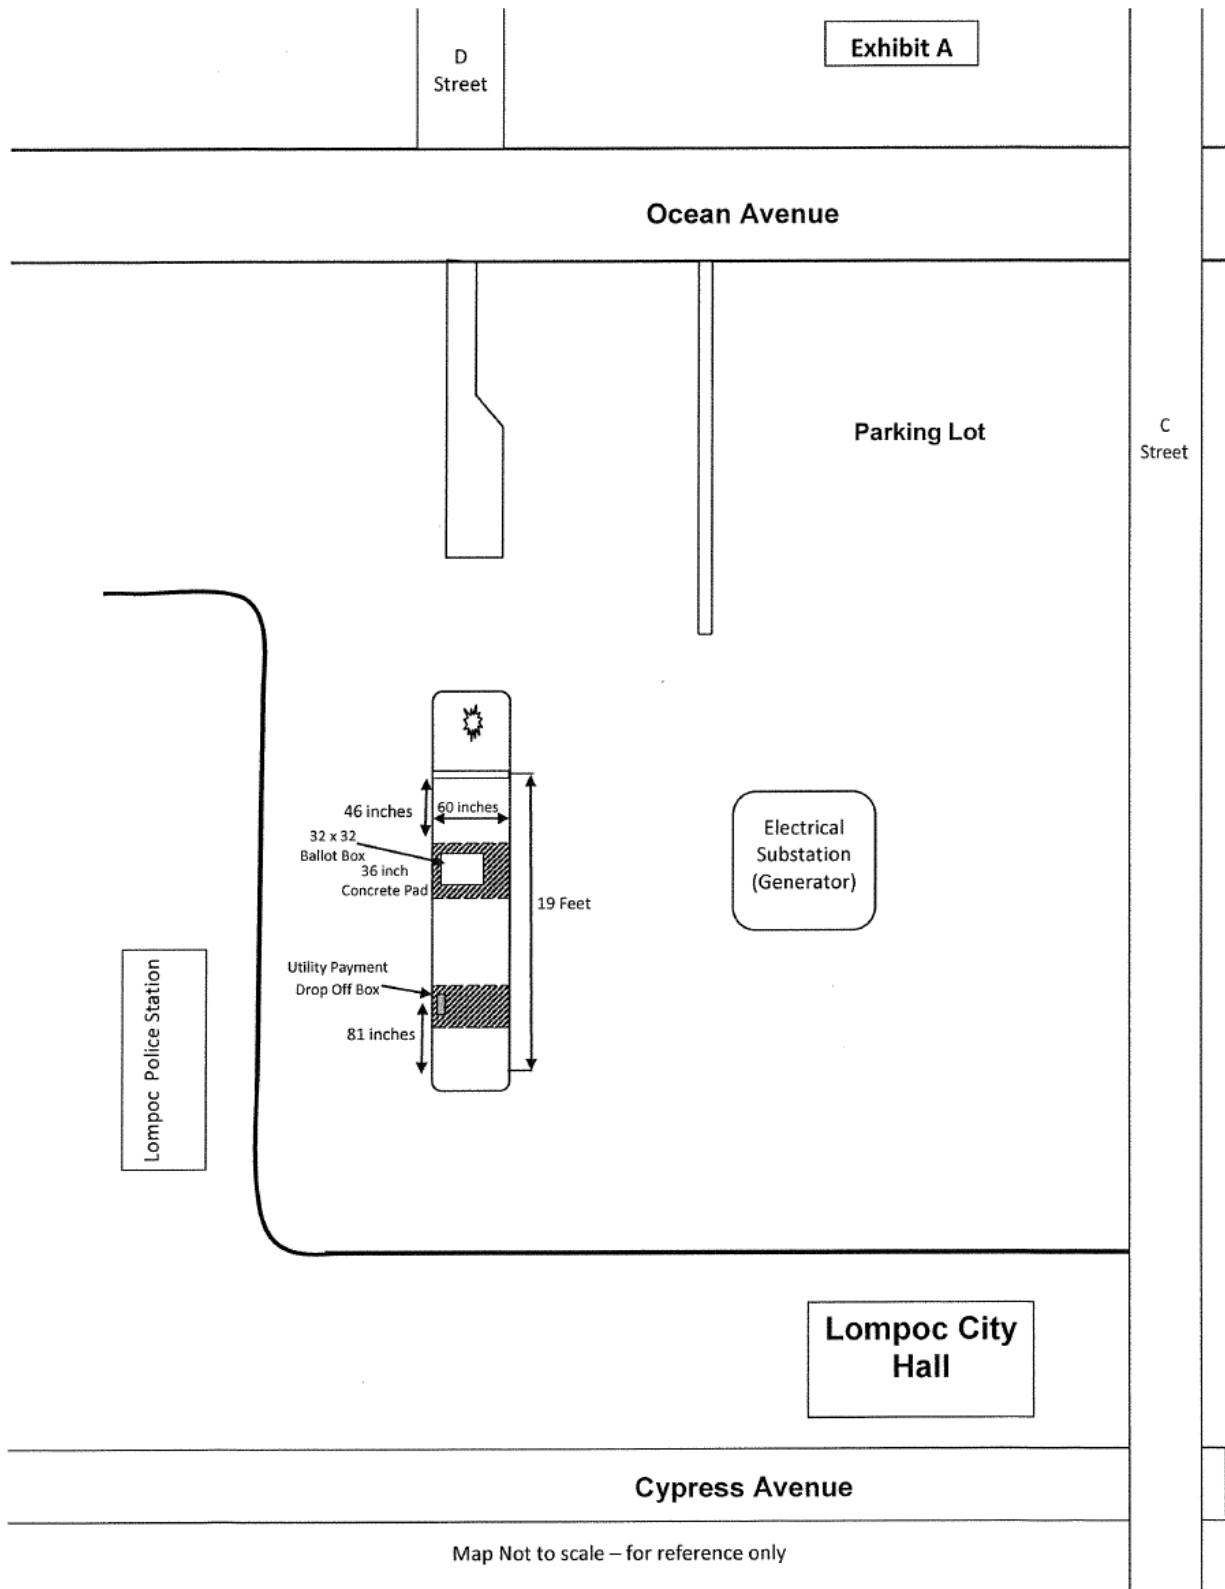 Exhibit A
D
Street
Ocean Avenue
Parking Lot
C
Street
46 inches
60 inches
32 x 32
Ballot Box
36 inch
Concrete Pad
19 Feet
Electrical
Substation
(Generator)
Utility Payment
Drop Off Box
81 inches
Lompoc Police Station
Lompoc City
Hall
Cypress Avenue
Map Not to scale – for reference only